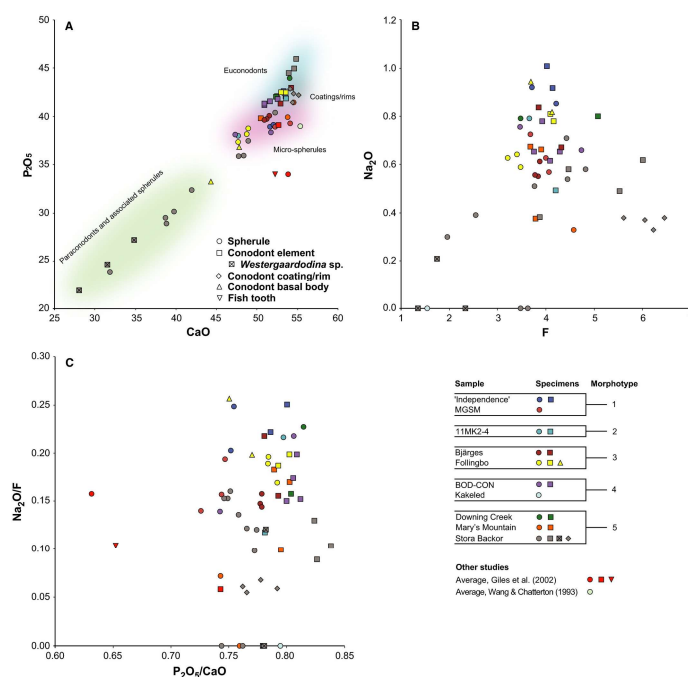 A
P₂O₅
50
45
40
35
30
25
20
25 30 35 40 45 50 55 60
CaO
Euconodonts
Coatings/rims
Micro-spherules
Paraconodonts and associated spherules
Spherule
Conodont element
Westergaardodina sp.
Conodont coating/rim
Conodont basal body
Fish tooth
B
Na₂O
1.2
1.0
0.8
0.6
0.4
0.2
0.0
1 2 3 4 5 6 7
F
C
Na₂O/F
0.30
0.25
0.20
0.15
0.10
0.05
0.00
0.60 0.65 0.70 0.75 0.80 0.85
P₂O₅/CaO
Sample Specimens Morphotype
'Independence'
MGSM
1
11MK2-4 2
Bjärges
Follingbo
3
BOD-CON
Kakeled
4
Downing Creek
Mary's Mountain
Stora Backor
5
Other studies
Average, Giles et al. (2002)
Average, Wang & Chatterton (1993)